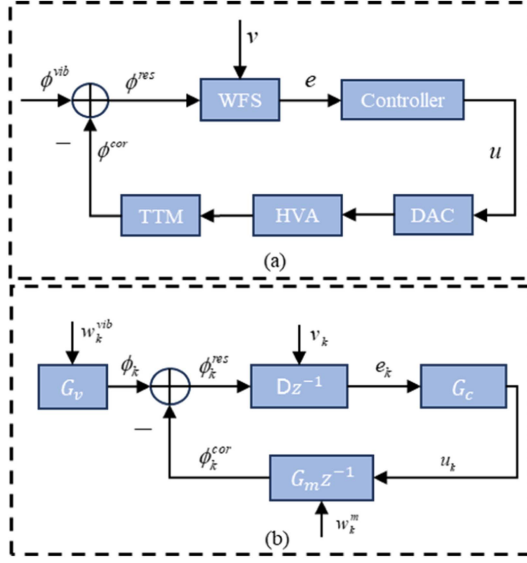 v
ϕ^vib ϕ^res WFS e Controller
− ϕ^cor u
TTM HVA DAC
(a)
w_k^vib v_k
G_v ϕ_k ϕ_k^res Dz^−1 e_k G_c
−
ϕ_k^cor G_m z^−1 u_k
w_k^m
(b)